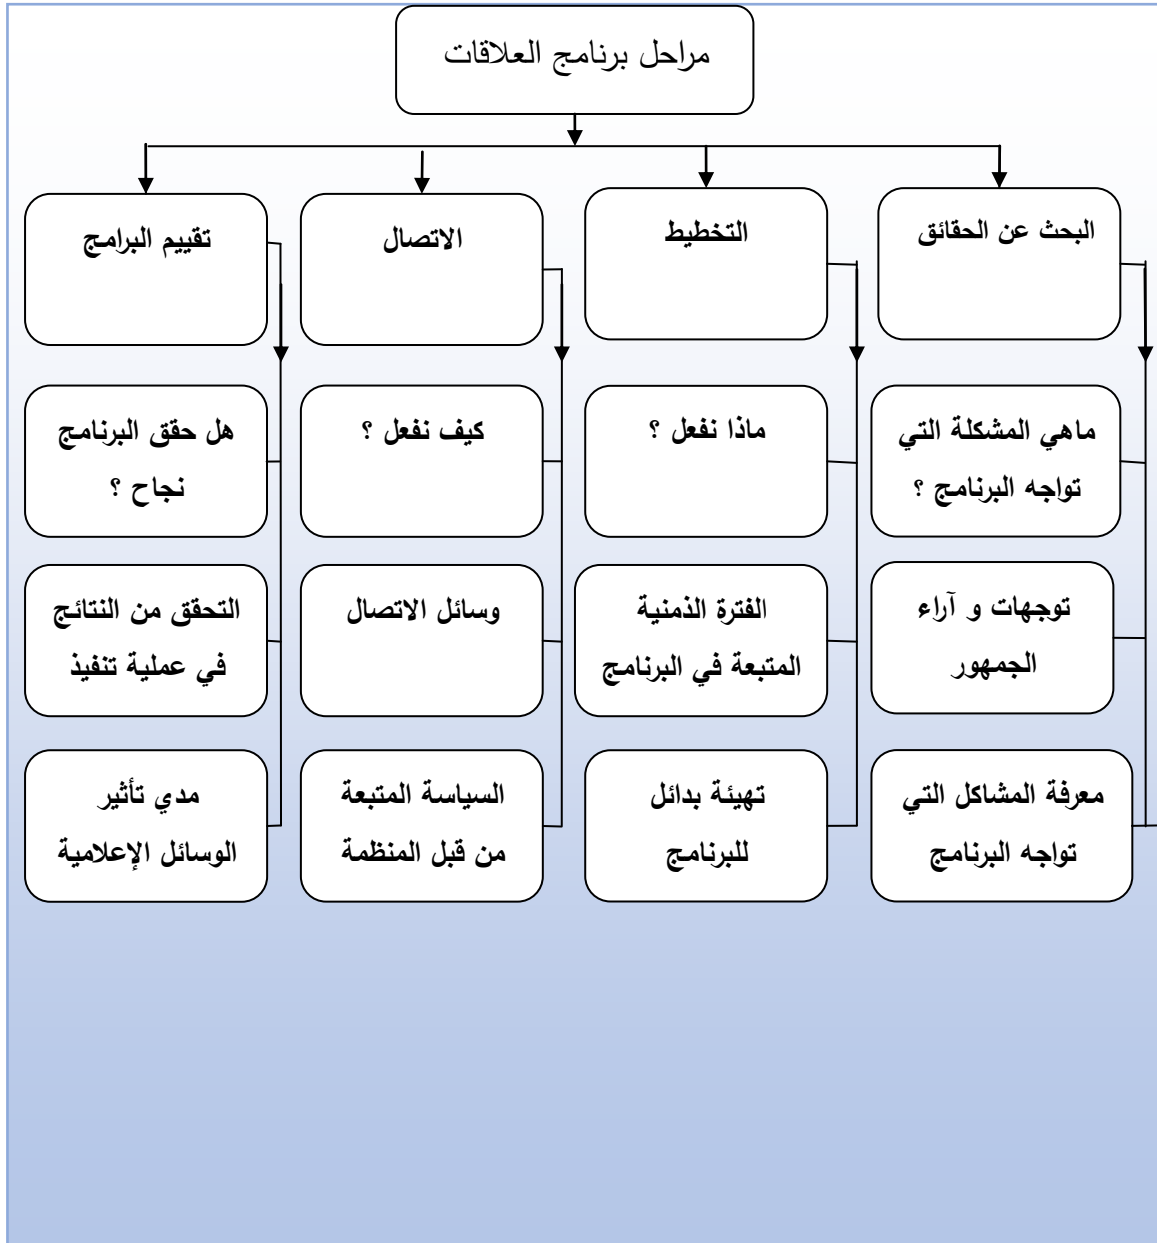 مراحل برنامج العلاقات
البحث عن الحقائق
التخطيط
الاتصال
تقييم البرامج
ماهي المشكلة التي
تواجه البرنامج ؟
ماذا نفعل ؟
كيف نفعل ؟
هل حقق البرنامج
نجاح ؟
توجهات و آراء
الجمهور
الفترة الذمنية
المتبعة في البرنامج
وسائل الاتصال
التحقق من النتائج
في عملية تنفيذ
معرفة المشاكل التي
تواجه البرنامج
تهيئة بدائل
للبرنامج
السياسة المتبعة
من قبل المنظمة
مدي تأثير
الوسائل الإعلامية